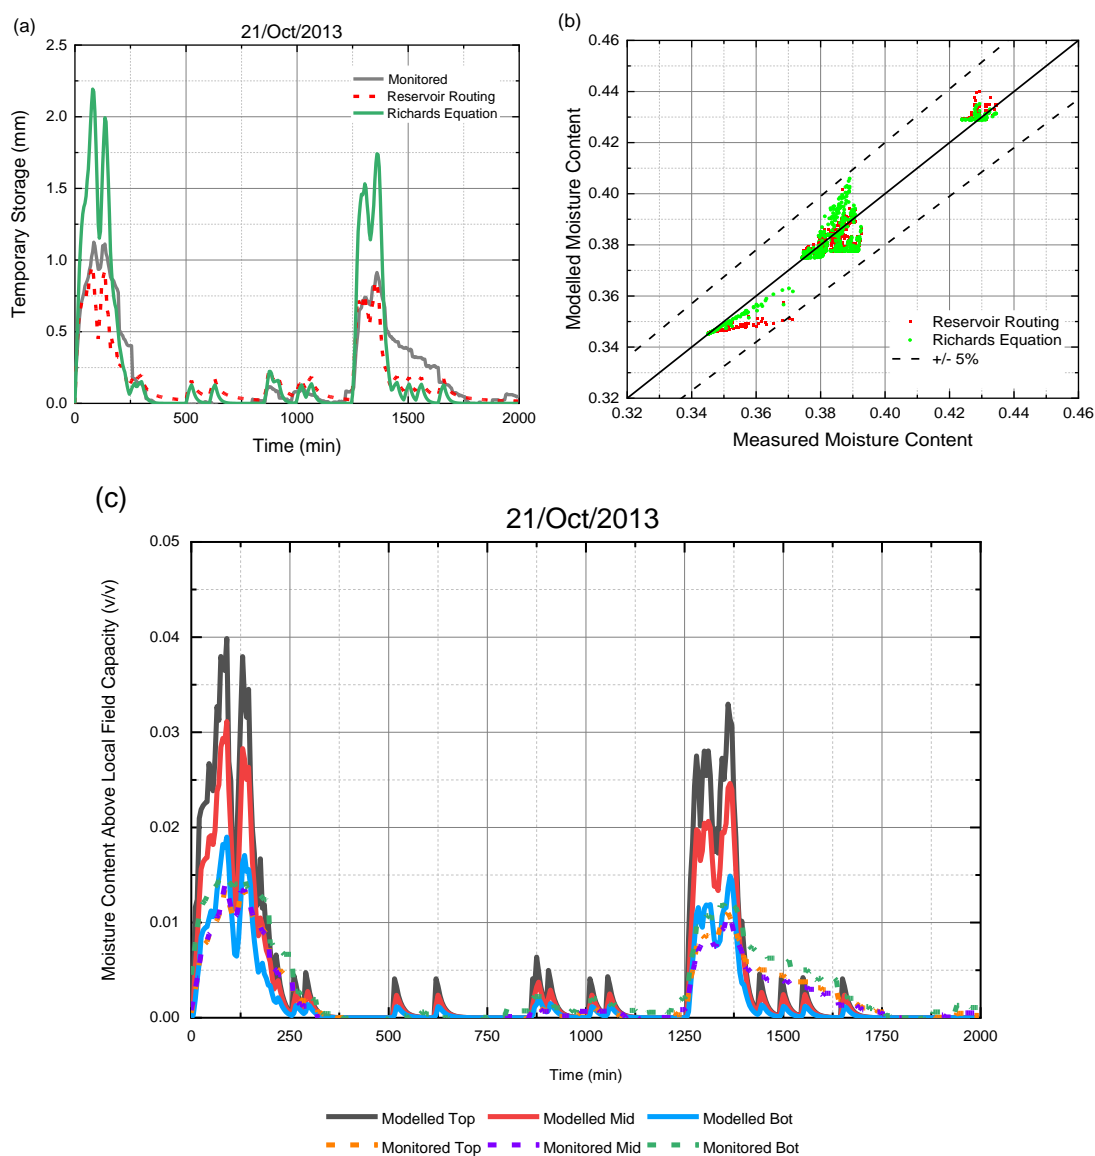 (a)
21/Oct/2013
2.5
2.0
1.5
1.0
0.5
0.0
Temporary Storage (mm)
Monitored
Reservoir Routing
Richards Equation
0 500 1000 1500 2000
Time (min)
(b)
0.46
0.44
0.42
0.40
0.38
0.36
0.34
0.32
Modelled Moisture Content
Reservoir Routing
Richards Equation
+/- 5%
0.32 0.34 0.36 0.38 0.40 0.42 0.44 0.46
Measured Moisture Content
(c)
21/Oct/2013
0.05
0.04
0.03
0.02
0.01
0.00
Moisture Content Above Local Field Capacity (v/v)
0 250 500 750 1000 1250 1500 1750 2000
Time (min)
Modelled Top Modelled Mid Modelled Bot
Monitored Top Monitored Mid Monitored Bot